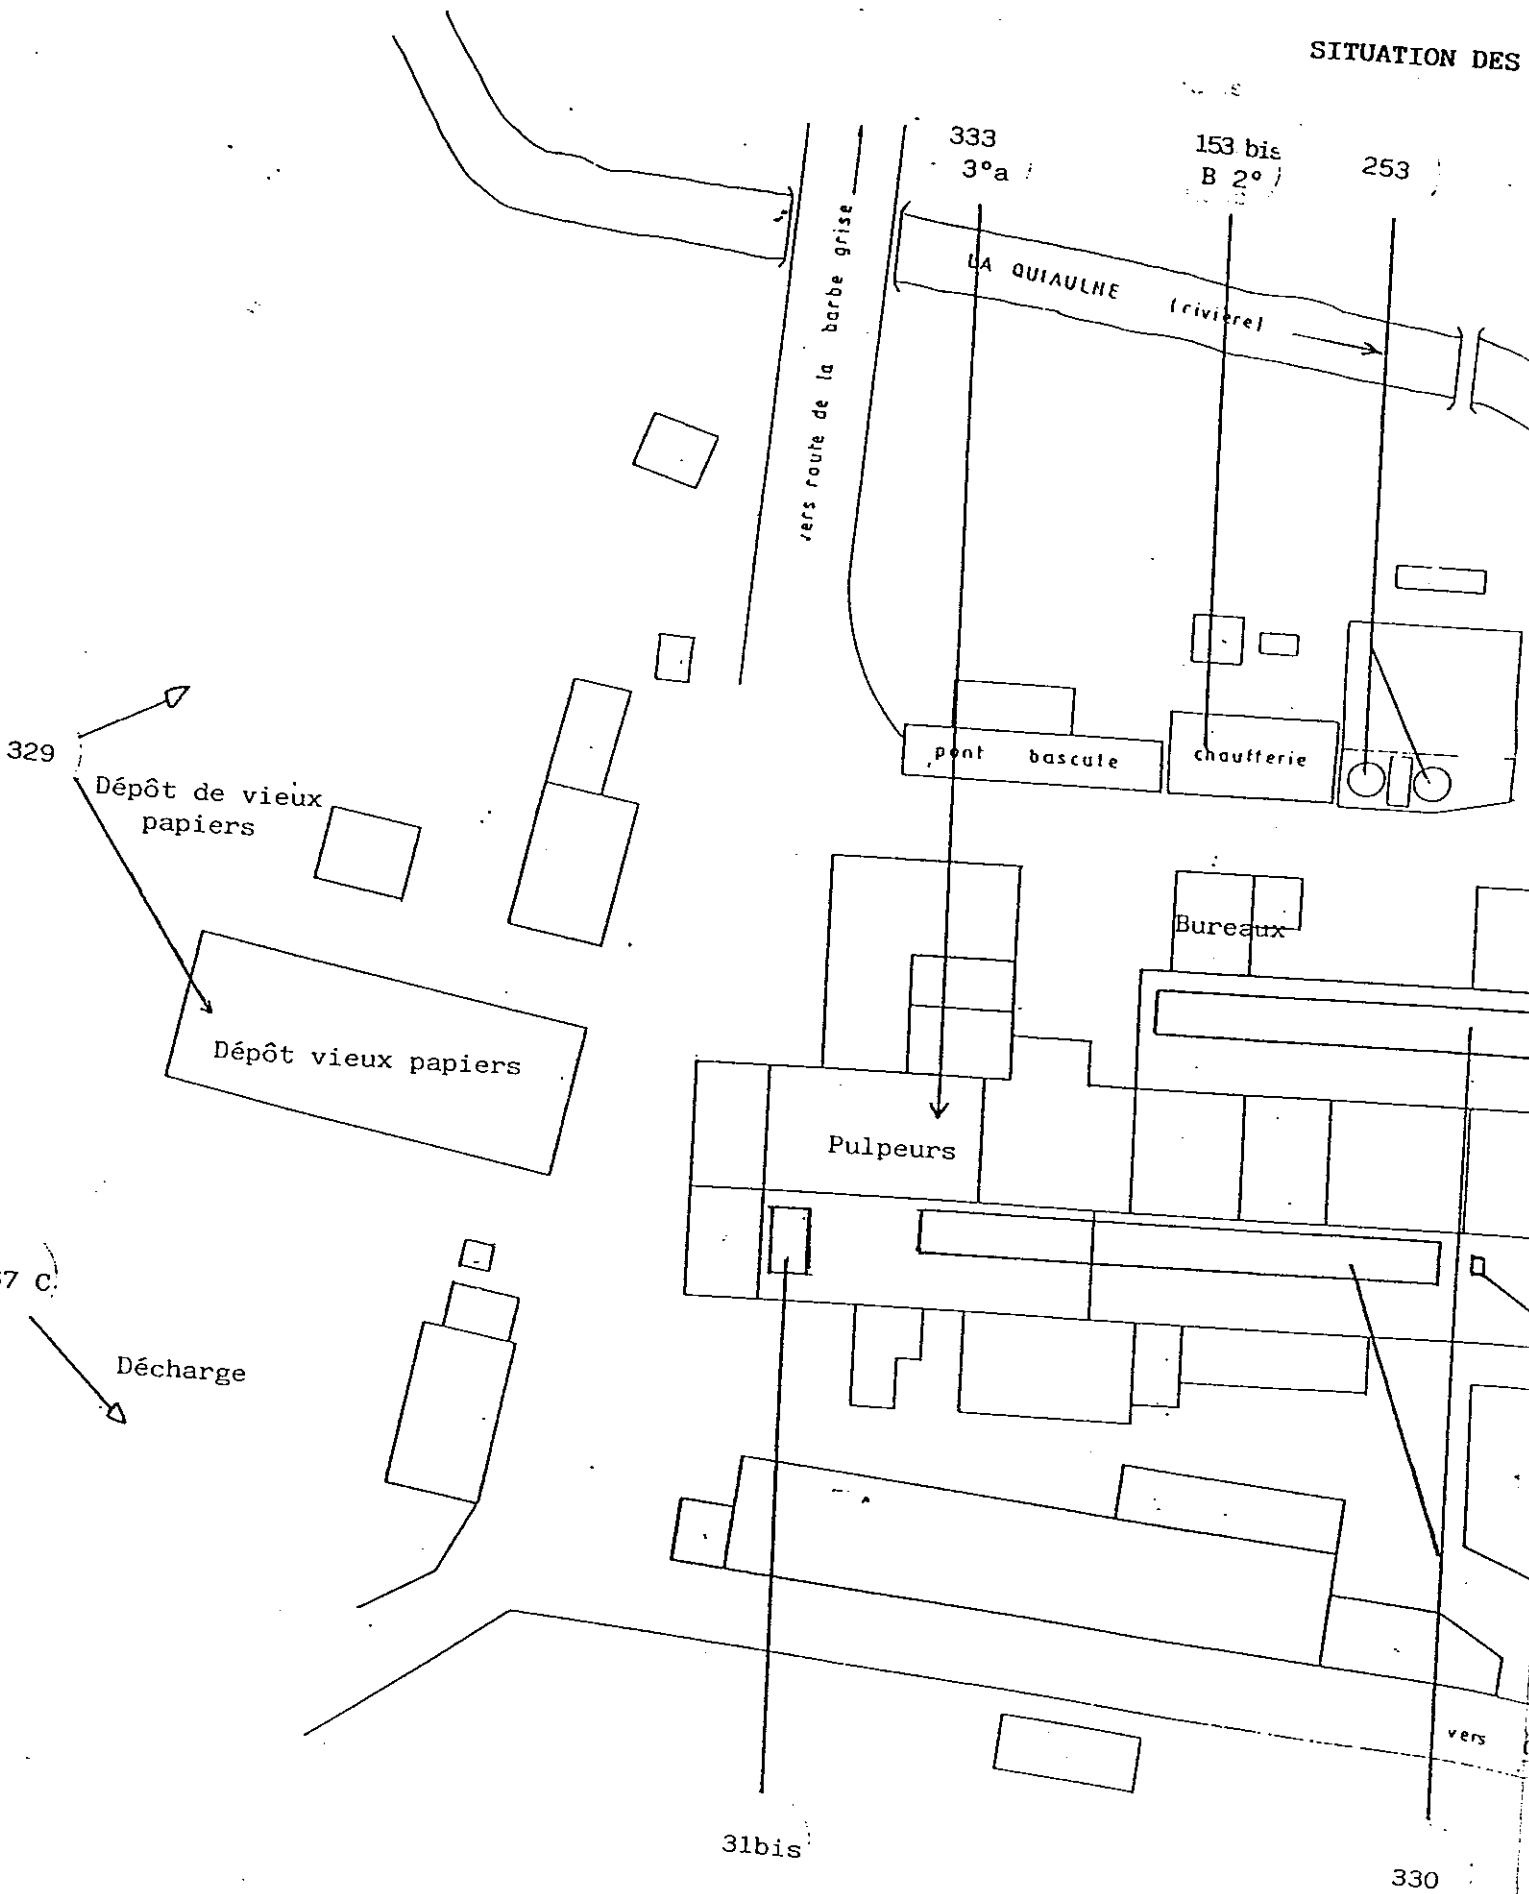 SITUATION DES
333
3°a
153 bis
B 2°
253
vers route de la barbe grise
LA QUIAULNE (rivière)
329
Dépôt de vieux
papiers
pont bascule
chaufferie
Bureaux
Dépôt vieux papiers
Pulpeurs
7 C
Décharge
vers
31bis
330